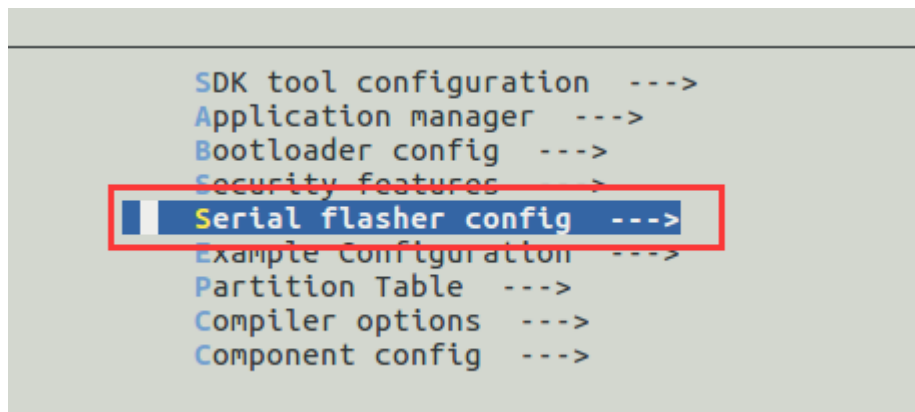 SDK tool configuration --->
Application manager --->
Bootloader config --->
Security features --->
Serial flasher config --->
Example Configuration --->
Partition Table --->
Compiler options --->
Component config --->